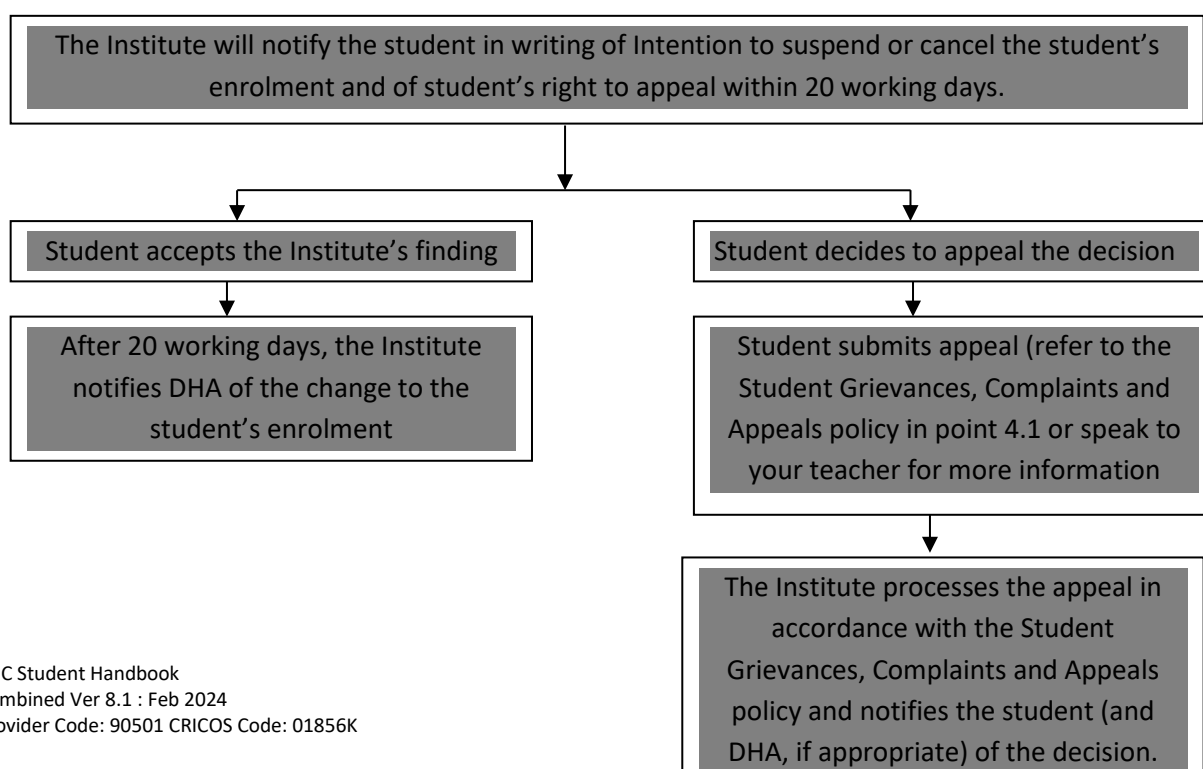 The Institute will notify the student in writing of Intention to suspend or cancel the student’s
enrolment and of student’s right to appeal within 20 working days.
Student accepts the Institute’s finding
Student decides to appeal the decision
After 20 working days, the Institute
notifies DHA of the change to the
student’s enrolment
Student submits appeal (refer to the
Student Grievances, Complaints and
Appeals policy in point 4.1 or speak to
your teacher for more information
The Institute processes the appeal in
accordance with the Student
Grievances, Complaints and Appeals
policy and notifies the student (and
DHA, if appropriate) of the decision.
C Student Handbook
mbined Ver 8.1 : Feb 2024
ovider Code: 90501 CRICOS Code: 01856K